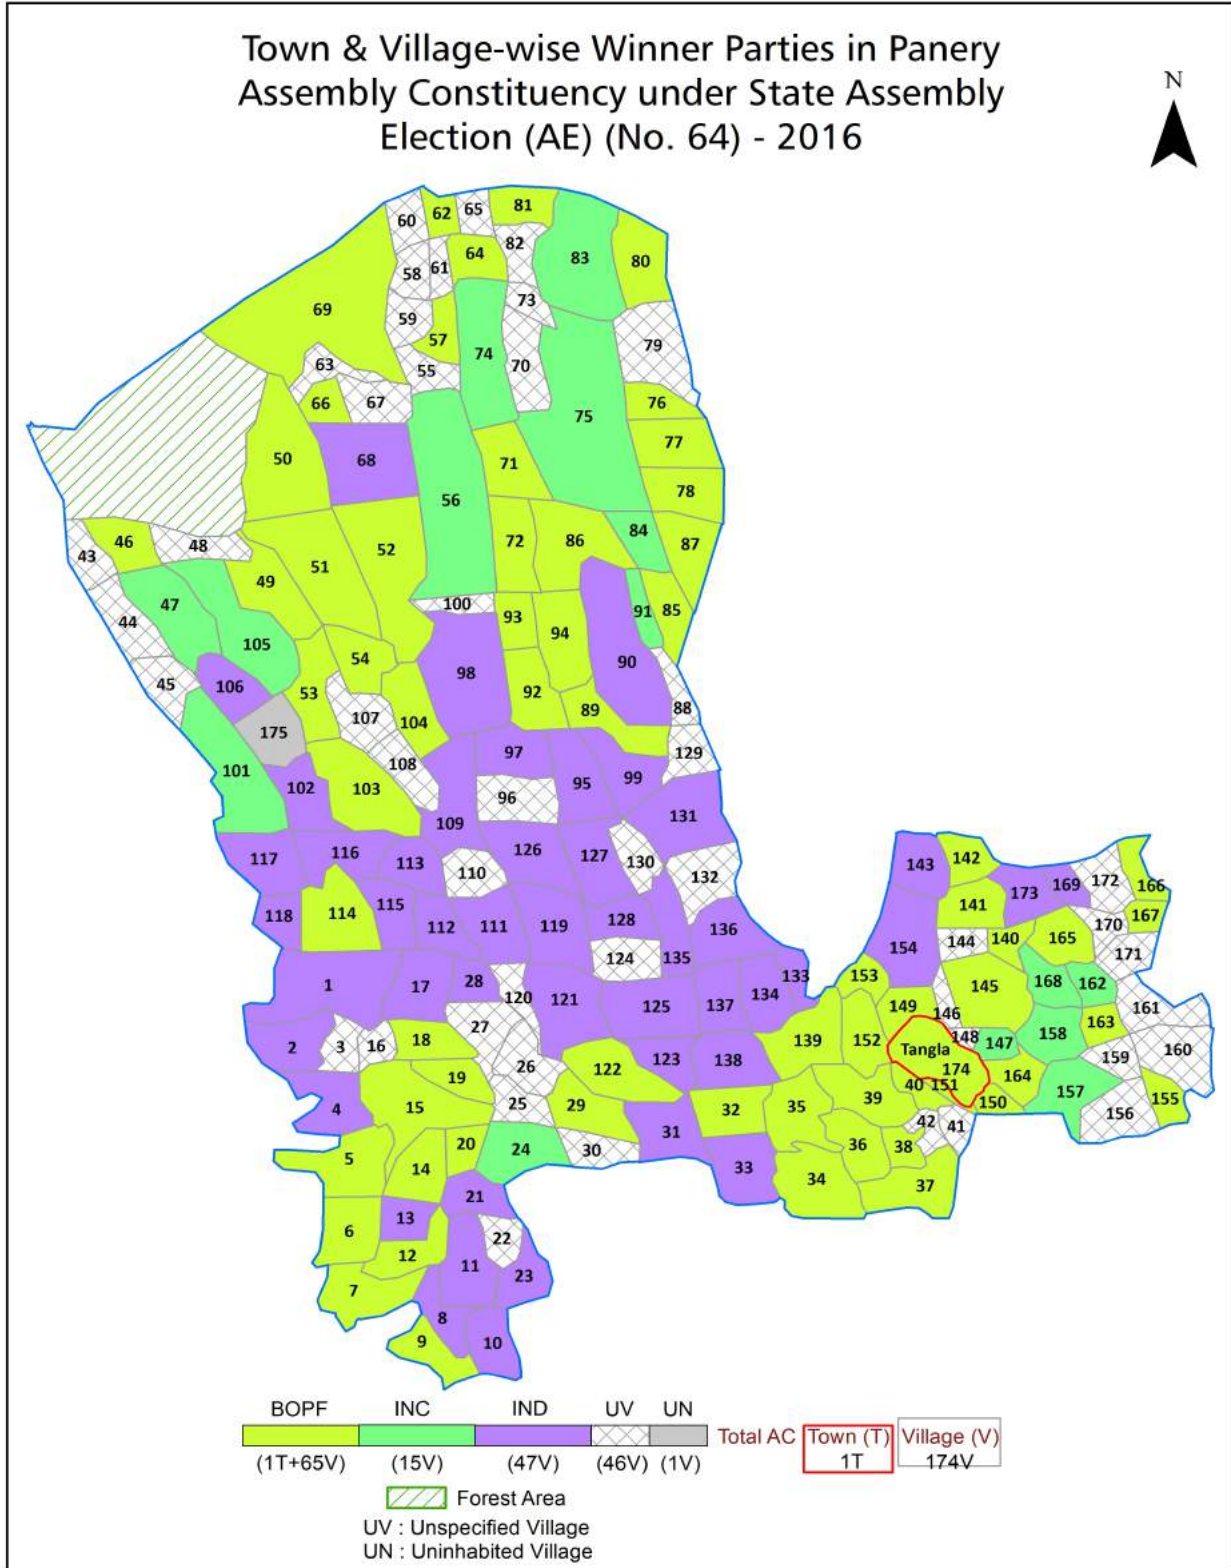 Town & Village-wise Winner Parties in Panery
Assembly Constituency under State Assembly
Election (AE) (No. 64) - 2016
N
60 62 65 81
82
64 83 80
58 61
73
59
69
57
79
74
63 55 70
66 67 76
75
77
50 68 71
78
56
84
46 72 86 87
43 48 52
51
49
100
47 91 85
44 93
94
105
54 90
98
45 106 53 92
88
107 104 89
175
97 129
108
101 95 99
102 103 96
131
109
126 127
117 116 113 130
110 132
143 142
173 169 172 166
118 114 115
141 167
112 111 119 128
136
170
154 144 140 165
124 135
171
133
153
168 162
1 17 28
145
134
120 121
125 137
149
146 161
27
163
2 3 16 18
139 152
148 147 158
Tangla
160
159
26 123 138
122
174 164
19
40 151
157
4 15 25 29
32 35 39
150
155
156
42 41
31
20 24 30
36 38
5 14
33
34 37
21
13
6
22
12
11
23
7
8
9 10
BOPF INC IND UV UN
Total AC Town (T) Village (V)
1T 174V
(1T+65V) (15V) (47V) (46V) (1V)
Forest Area
UV : Unspecified Village
UN : Uninhabited Village